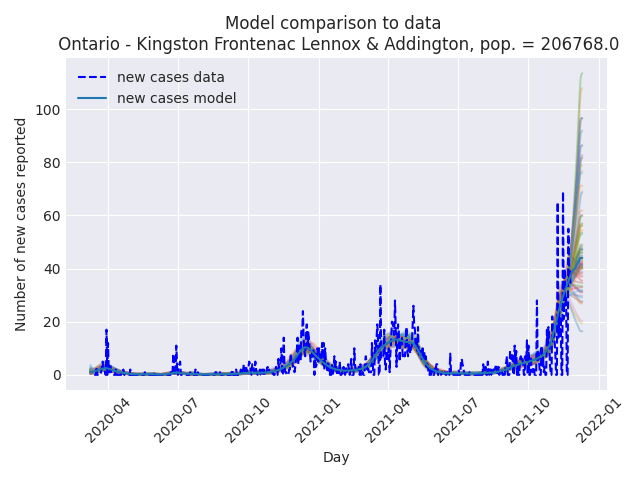 Model comparison to data
Ontario - Kingston Frontenac Lennox & Addington, pop. = 206768.0
new cases data
new cases model
Number of new cases reported
100
80
60
40
20
0
2020-04
2020-07
2020-10
2021-01
2021-04
2021-07
2021-10
2022-01
Day